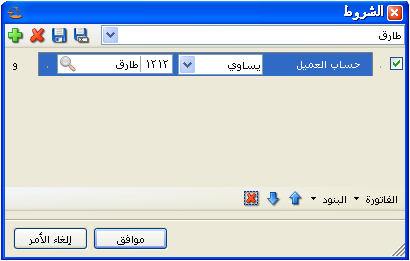 الشروط
طارق
. حساب العميل يساوي ١٢١٢ طارق . و
الفاتورة البنود
موافق إلغاء الأمر